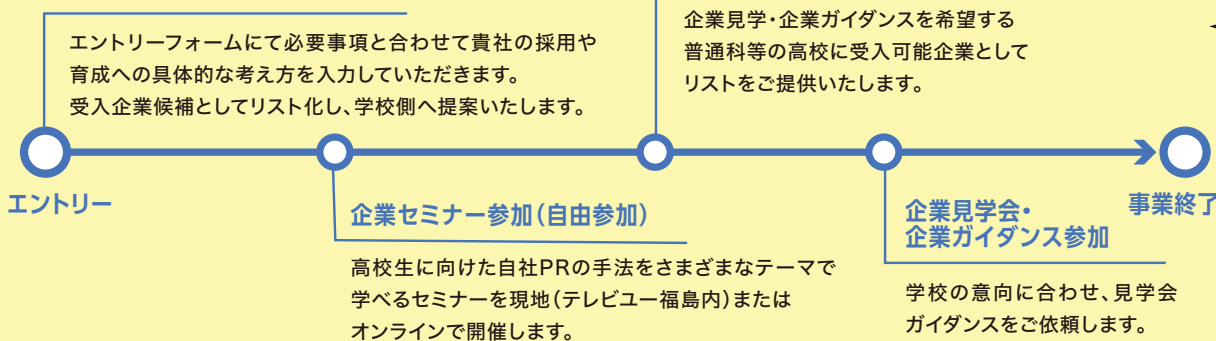 エントリーフォームにて必要事項と合わせて貴社の採用や
育成への具体的な考え方を入力していただきます。
受入企業候補としてリスト化し、学校側へ提案いたします。
企業見学・企業ガイダンスを希望する
普通科等の高校に受入可能企業として
リストをご提供いたします。
エントリー
企業セミナー参加（自由参加）
高校生に向けた自社PRの手法をさまざまなテーマで
学べるセミナーを現地（テレビユー福島内）または
オンラインで開催します。
企業見学会・
企業ガイダンス参加
学校の意向に合わせ、見学会
ガイダンスをご依頼します。
事業終了